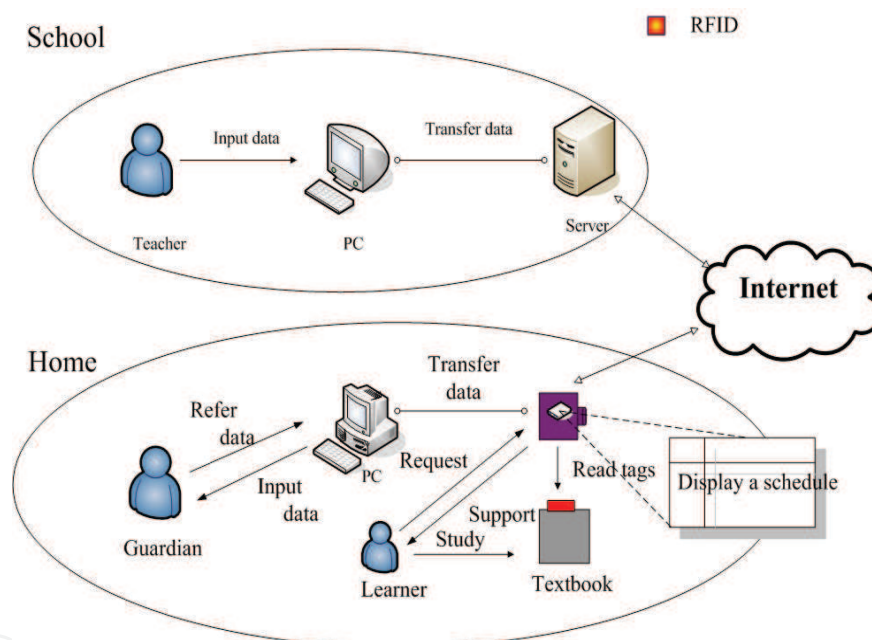 School
RFID
Input data
Transfer data
Teacher
PC
Server
Internet
Home
Transfer
data
Refer
data
Input
data
PC
Request
Read tags
Display a schedule
Support
Study
Guardian
Learner
Textbook